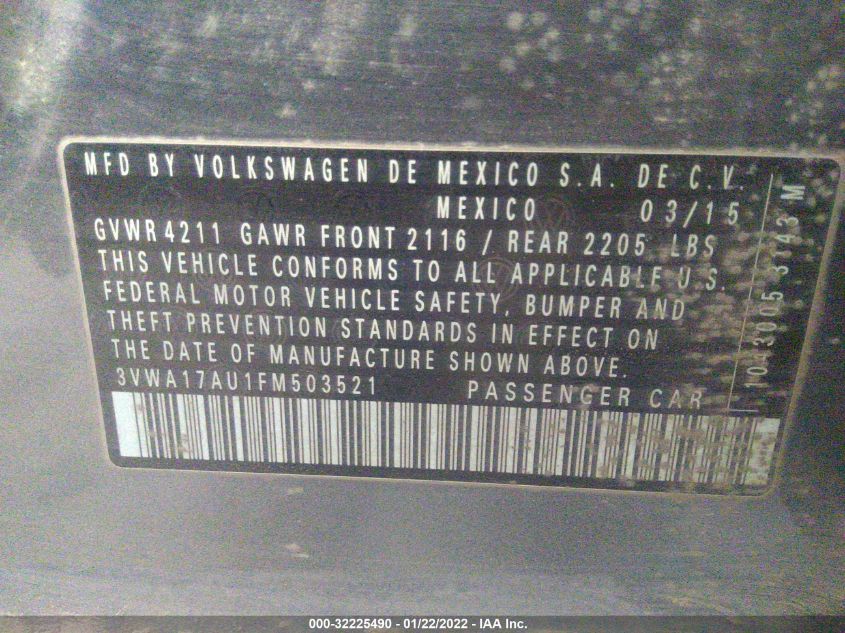 MFD BY VOLKSWAGEN DE MEXICO S.A. DE C.V.
MEXICO 03/15
GVWR 4211 GAWR FRONT 2116 / REAR 2205 LBS
THIS VEHICLE CONFORMS TO ALL APPLICABLE U.S.
FEDERAL MOTOR VEHICLE SAFETY, BUMPER AND
THEFT PREVENTION STANDARDS IN EFFECT ON
THE DATE OF MANUFACTURE SHOWN ABOVE.
3VWA17AU1FM503521 PASSENGER CAR
000-32225490 - 01/22/2022 - IAA Inc.